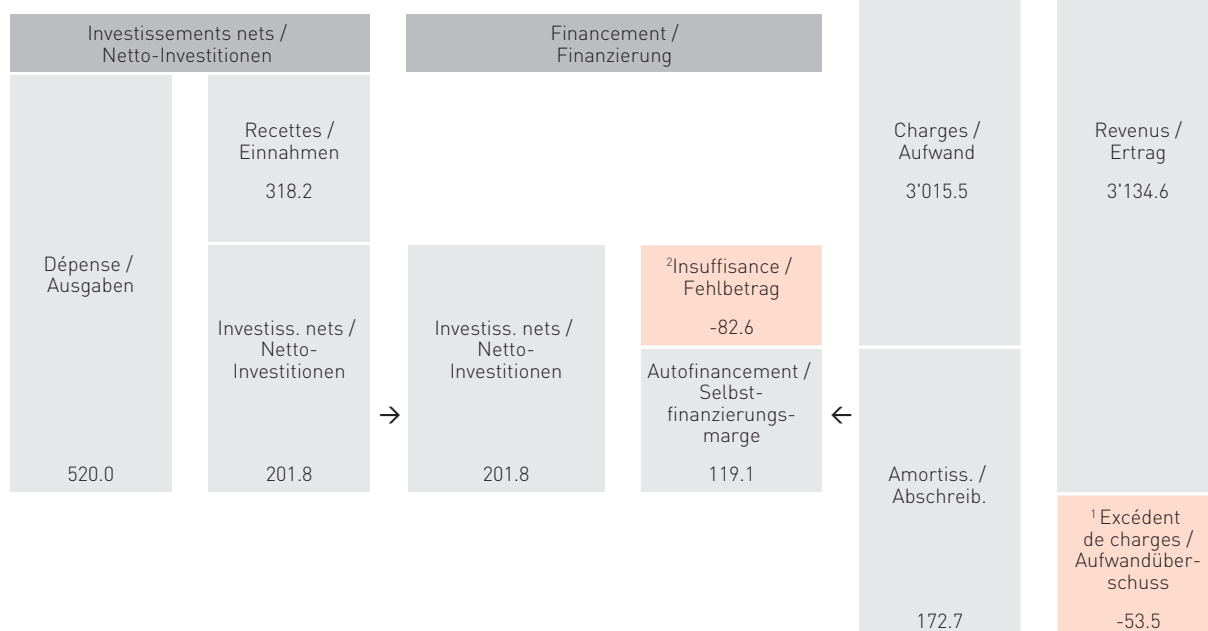 Investissements nets /
Netto-Investitionen
Financement /
Finanzierung
Dépense /
Ausgaben
520.0
Recettes /
Einnahmen
318.2
Investiss. nets /
Netto-
Investitionen
201.8
→
Investiss. nets /
Netto-
Investitionen
201.8
²Insuffisance /
Fehlbetrag
-82.6
Autofinancement /
Selbst-
finanzierungs-
marge
119.1
←
Charges /
Aufwand
3'015.5
Amortiss. /
Abschreib.
172.7
Revenus /
Ertrag
3'134.6
¹ Excédent
de charges /
Aufwandüber-
schuss
-53.5